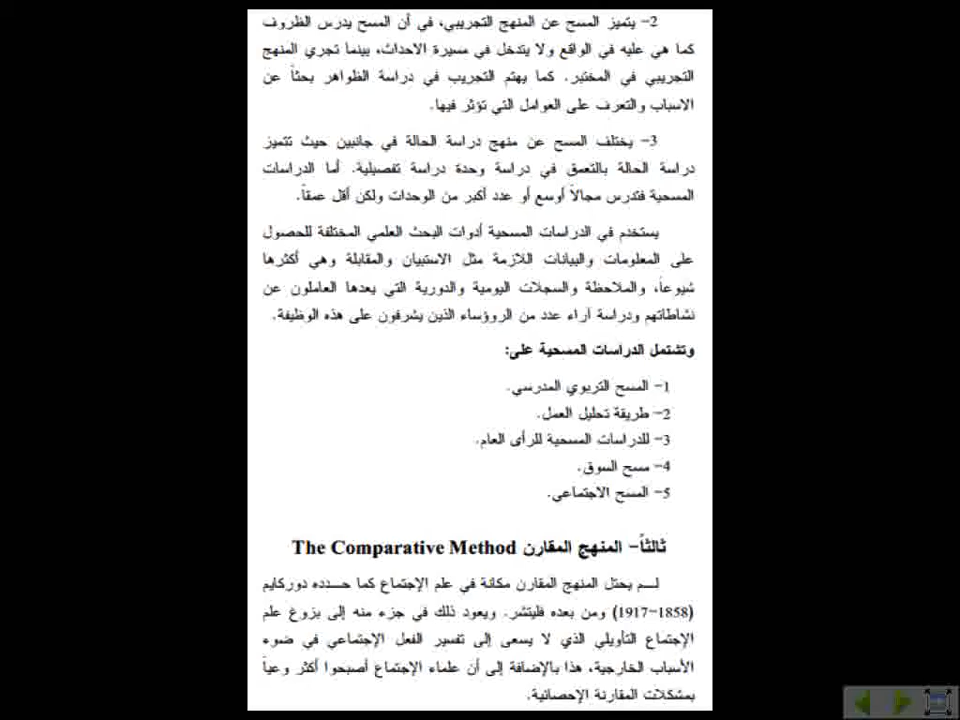 2- يتميز المسح عن المنهج التجريبي، في أن المسح يدرس الظروف
كما هي عليه في الواقع ولا يتدخل في مسيرة الاحداث، بينما تجري المنهج
التجريبي في المختبر. كما يهتم التجريب في دراسة الظواهر بحثاً عن
الاسباب والتعرف على العوامل التي تؤثر فيها.
3- يختلف المسح عن منهج دراسة الحالة في جانبين حيث تتميز
دراسة الحالة بالتعمق في دراسة وحدة دراسة تفصيلية. أما الدراسات
المسحية فتدرس مجالاً أوسع أو عدد أكبر من الوحدات ولكن أقل عمقاً.
يستخدم في الدراسات المسحية أدوات البحث العلمي المختلفة للحصول
على المعلومات والبيانات اللازمة مثل الاستبيان والمقابلة وهي أكثرها
شيوعاً، والملاحظة والسجلات اليومية والدورية التي يعدها العاملون عن
نشاطاتهم ودراسة آراء عدد من الروؤساء الذين يشرفون على هذه الوظيفة.
وتشتمل الدراسات المسحية على:
1- المسح التربوي المدرسي.
2- طريقة تحليل العمل.
3- للدراسات المسحية للرأى العام.
4- مسح السوق.
5- المسح الاجتماعي.
ثالثاً- المنهج المقارن The Comparative Method
لـــم يحتل المنهج المقارن مكانة في علم الإجتماع كما حـــدده دوركايم
(1858-1917) ومن بعده فليتشر. ويعود ذلك في جزء منه إلى بزوغ علم
الإجتماع التأويلي الذي لا يسعى إلى تفسير الفعل الإجتماعي في ضوء
الأسباب الخارجية، هذا بالإضافة إلى أن علماء الإجتماع أصبحوا أكثر وعياً
بمشكلات المقارنة الإحصائية.